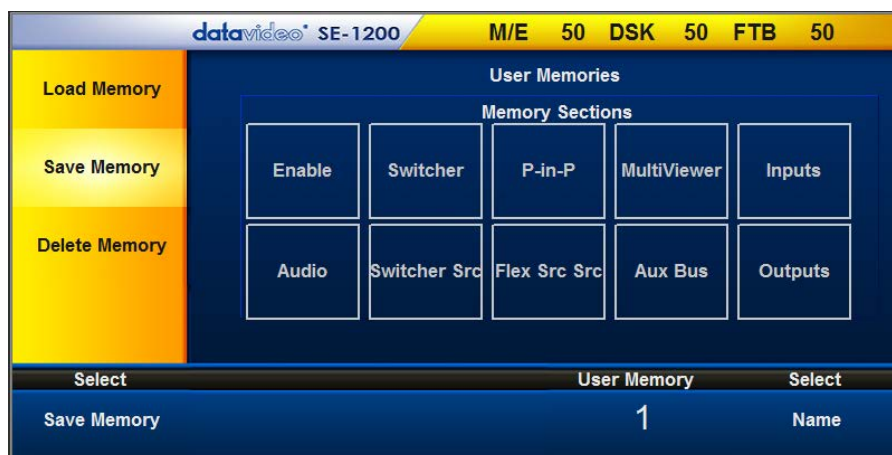 datavideo SE-1200 M/E 50 DSK 50 FTB 50
Load Memory
Save Memory
Delete Memory
User Memories
Memory Sections
Enable Switcher P-in-P MultiViewer Inputs
Audio Switcher Src Flex Src Src Aux Bus Outputs
Select User Memory Select
Save Memory 1 Name